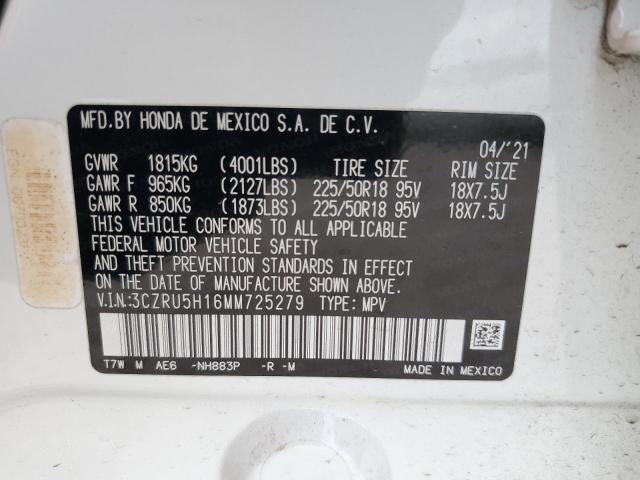 MFD.BY HONDA DE MEXICO S.A. DE C.V.
04/'21
GVWR 1815KG (4001LBS) TIRE SIZE RIM SIZE
GAWR F 965KG (2127LBS) 225/50R18 95V 18X7.5J
GAWR R 850KG (1873LBS) 225/50R18 95V 18X7.5J
THIS VEHICLE CONFORMS TO ALL APPLICABLE
FEDERAL MOTOR VEHICLE SAFETY
AND THEFT PREVENTION STANDARDS IN EFFECT
ON THE DATE OF MANUFACTURE SHOWN ABOVE.
V.I.N:3CZRU5H16MM725279 TYPE: MPV
T7W M AE6 -NH883P -R -M MADE IN MEXICO